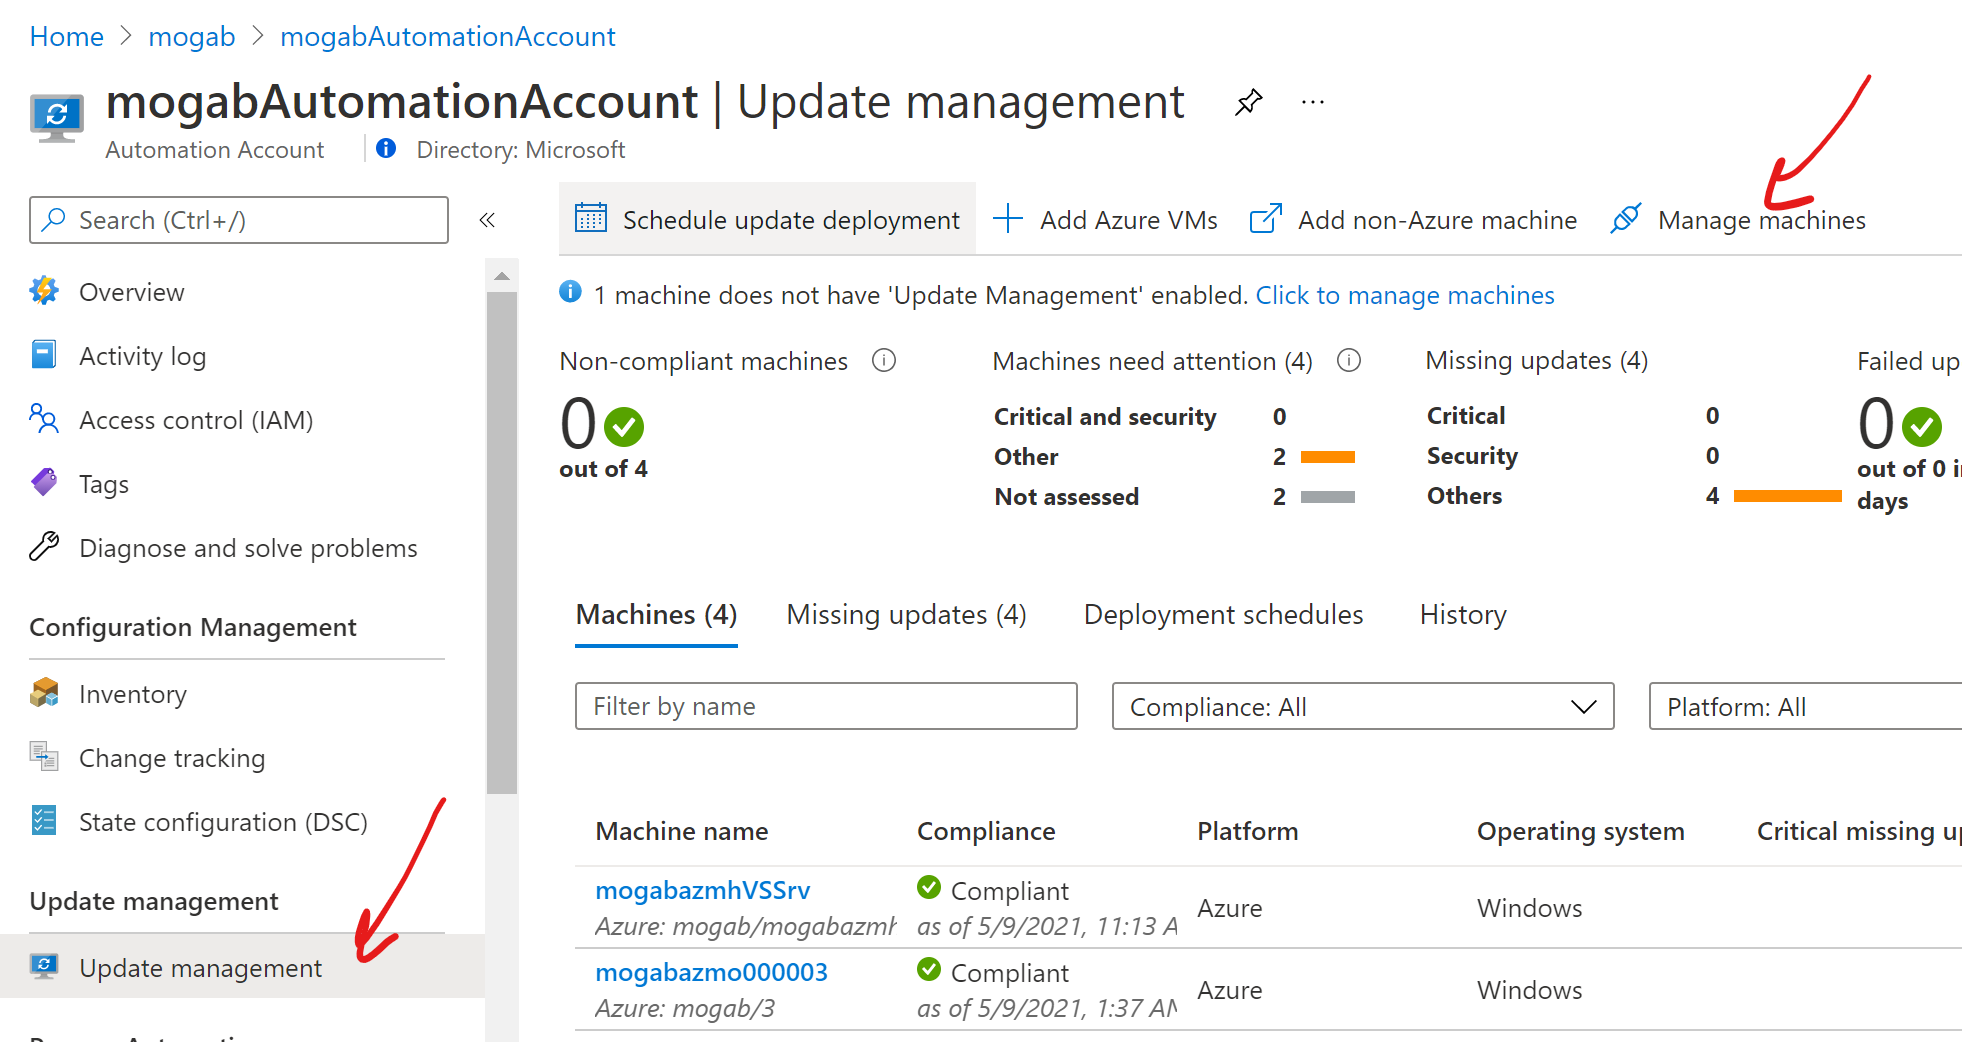 Home > mogab > mogabAutomationAccount
mogabAutomationAccount | Update management ...
Automation Account
Directory: Microsoft
Search (Ctrl+/)
«
Overview
Activity log
Access control (IAM)
Tags
Diagnose and solve problems
Configuration Management
Inventory
Change tracking
State configuration (DSC)
Update management
Update management
Schedule update deployment
Add Azure VMs
Add non-Azure machine
Manage machines
1 machine does not have 'Update Management' enabled. Click to manage machines
Non-compliant machines
0
out of 4
Machines need attention (4)
Critical and security 0
Other 2
Not assessed 2
Missing updates (4)
Critical 0
Security 0
Others 4
Failed up
0
out of 0 i
days
Machines (4)
Missing updates (4)
Deployment schedules
History
Filter by name
Compliance: All
Platform: All
Machine name Compliance Platform Operating system Critical missing up
mogabazmhVSSrv Compliant Azure Windows
Azure: mogab/mogabazmh as of 5/9/2021, 11:13 A
mogabazmo000003 Compliant Azure Windows
Azure: mogab/3 as of 5/9/2021, 1:37 AM